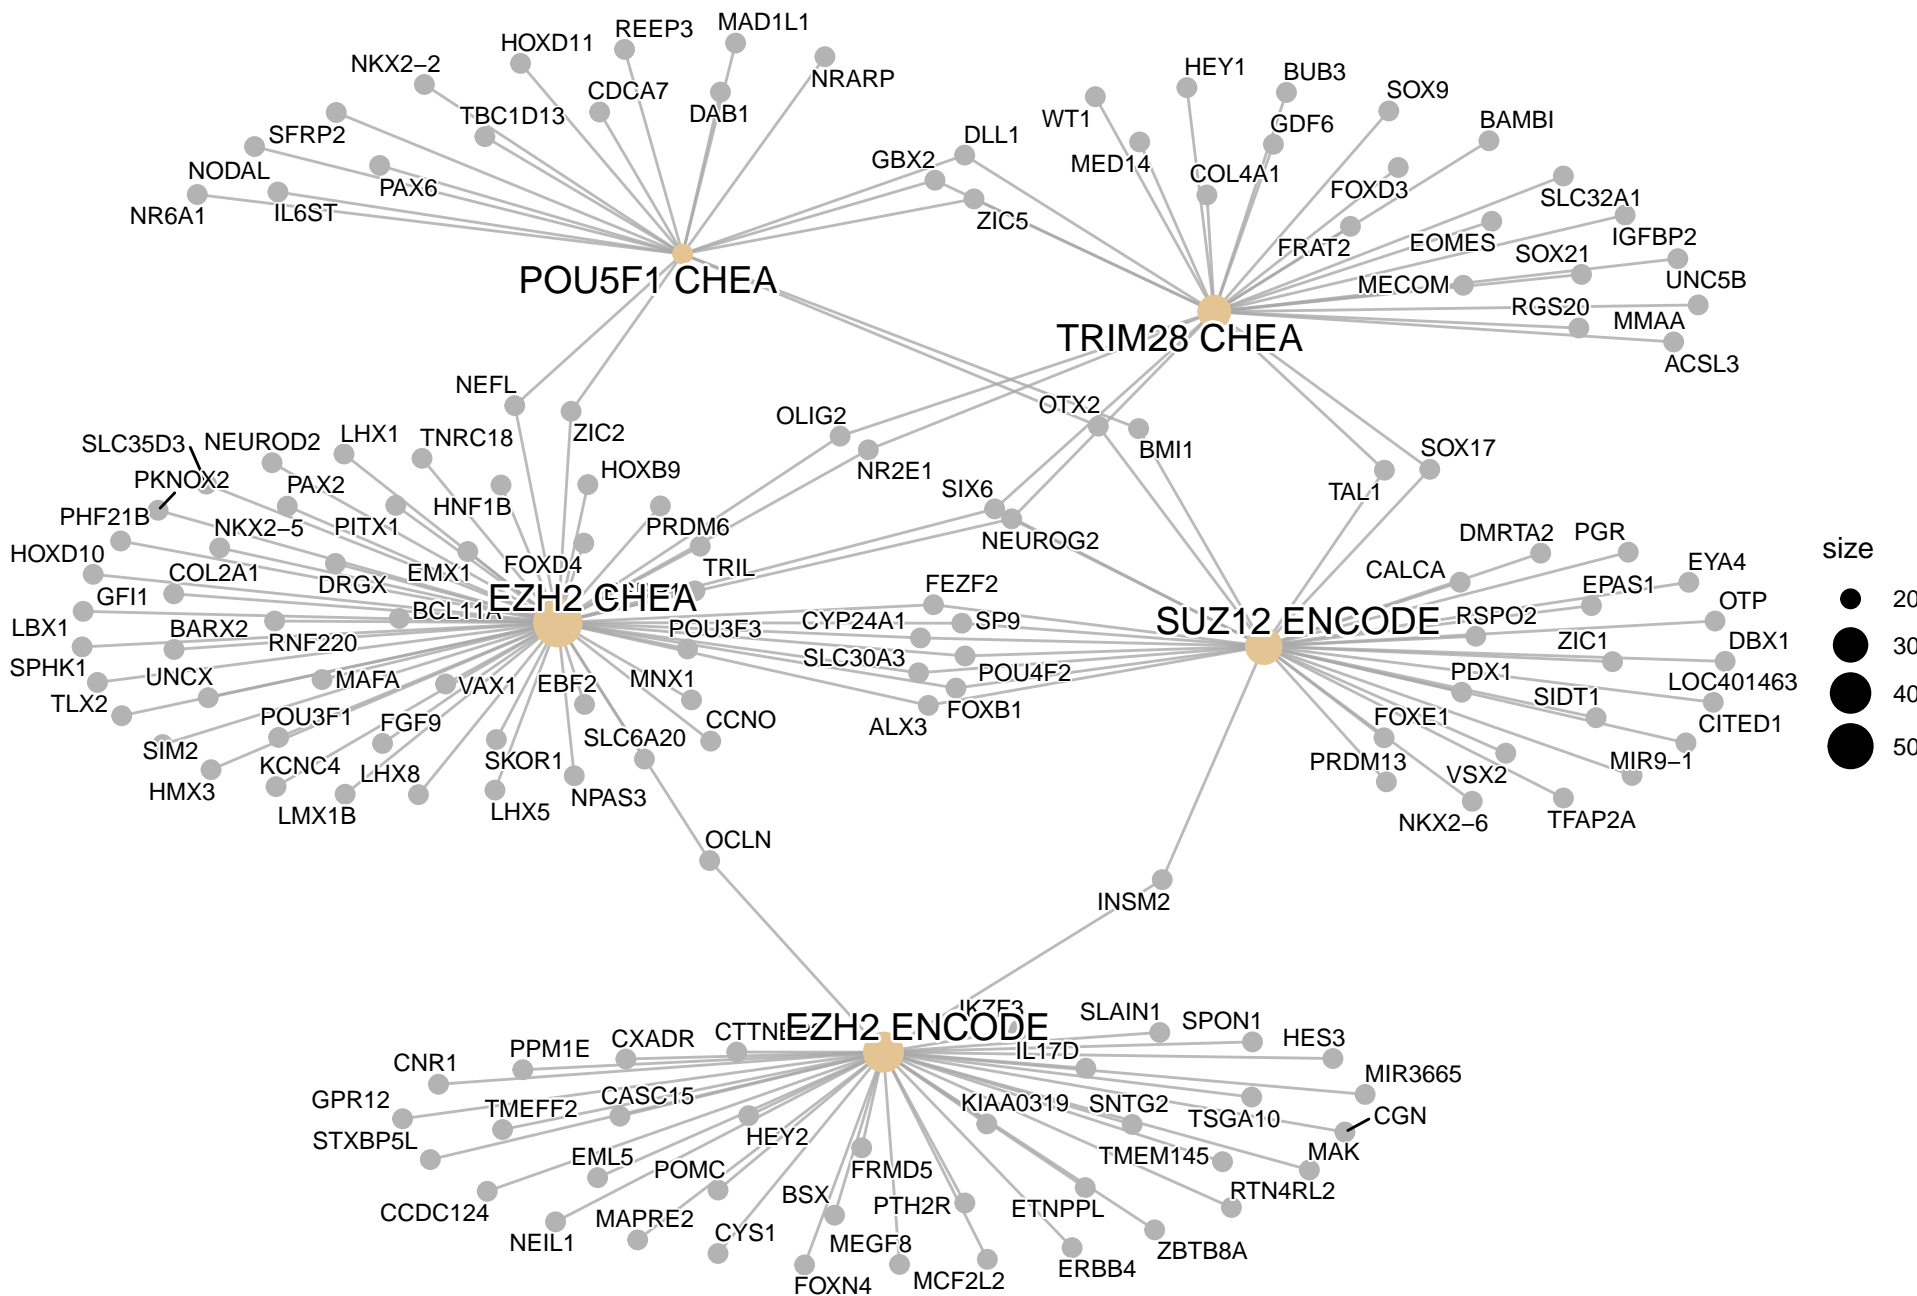 MAD1L1
REEP3
HOXD11
NKX2−2
NRARP
CDCA7
DAB1
TBC1D13
SFRP2
NODAL
PAX6
NR6A1
IL6ST
HEY1
BUB3
SOX9
WT1
GDF6
BAMBI
DLL1
GBX2
MED14
COL4A1
FOXD3
SLC32A1
ZIC5
FRAT2
EOMES
IGFBP2
SOX21
UNC5B
MECOM
RGS20
MMAA
ACSL3
POU5F1 CHEA
TRIM28 CHEA
NEFL
ZIC2
OLIG2
OTX2
BMI1
NR2E1
SOX17
TAL1
SIX6
NEUROG2
SLC35D3
NEUROD2
LHX1
TNRC18
HOXB9
PKNOX2
PAX2
HNF1B
PHF21B
NKX2−5
PITX1
PRDM6
HOXD10
COL2A1
DRGX
EMX1
FOXD4
TRIL
GFI1
BCL11A
EZH2 CHEA
LBX1
BARX2
RNF220
POU3F3
FEZF2
CYP24A1
SP9
SUZ12 ENCODE
DMRTA2
PGR
CALCA
EPAS1
EYA4
RSPO2
OTP
ZIC1
DBX1
SPHK1
UNCX
MAFA
VAX1
EBF2
MNX1
SLC30A3
POU4F2
PDX1
LOC401463
SIDT1
CITED1
TLX2
POU3F1
FGF9
CCNO
ALX3
FOXB1
FOXE1
SIM2
KCNC4
LHX8
SKOR1
SLC6A20
PRDM13
VSX2
MIR9−1
HMX3
LMX1B
LHX5
NPAS3
NKX2−6
TFAP2A
OCLN
INSM2
size
20
30
40
50
EZH2 ENCODE
IKZF3
SLAIN1
SPON1
HES3
CXADR
PPM1E
CNR1
IL17D
MIR3665
GPR12
TMEFF2
CASC15
KIAA0319
SNTG2
TSGA10
CGN
STXBP5L
HEY2
MAK
EML5
POMC
FRMD5
TMEM145
RTN4RL2
CCDC124
MAPRE2
BSX
PTH2R
ETNPPL
NEIL1
CYS1
MEGF8
ZBTB8A
FOXN4
MCF2L2
ERBB4